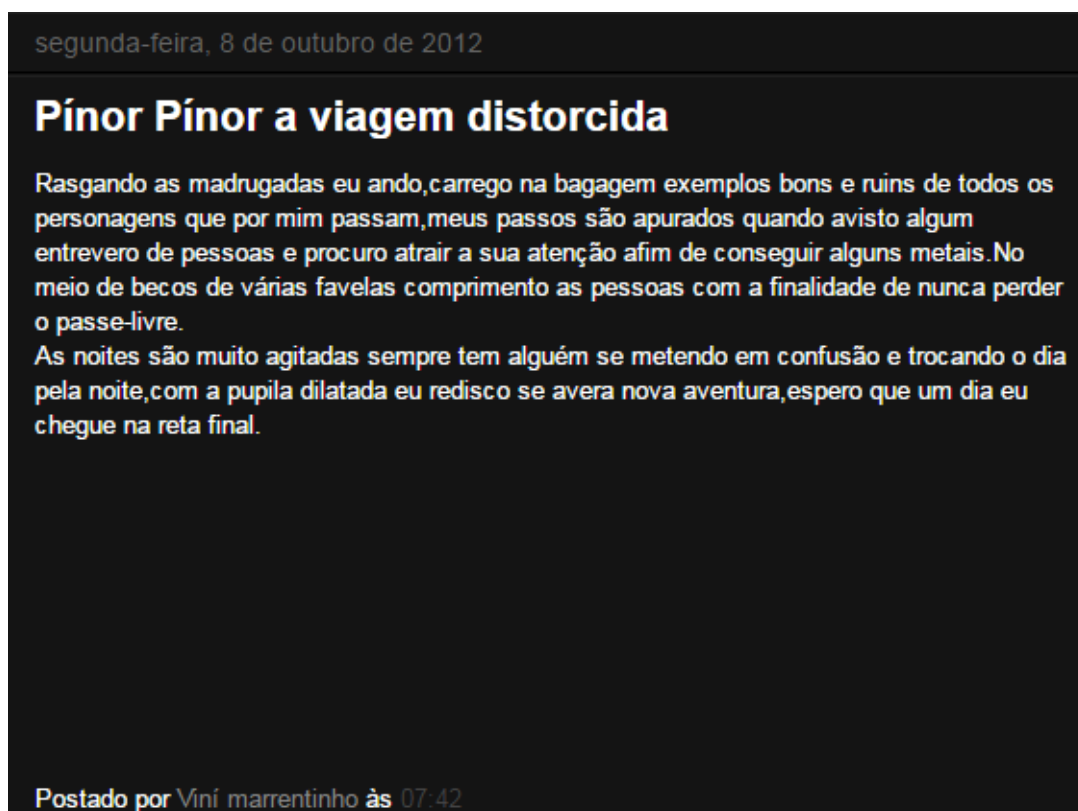 segunda-feira, 8 de outubro de 2012
Pínor Pínor a viagem distorcida
Rasgando as madrugadas eu ando,carrego na bagagem exemplos bons e ruins de todos os
personagens que por mim passam,meus passos são apurados quando avisto algum
entrevero de pessoas e procuro atrair a sua atenção afim de conseguir alguns metais.No
meio de becos de várias favelas comprimento as pessoas com a finalidade de nunca perder
o passe-livre.
As noites são muito agitadas sempre tem alguém se metendo em confusão e trocando o dia
pela noite,com a pupila dilatada eu redisco se avera nova aventura,espero que um dia eu
chegue na reta final.
Postado por Viní marrentinho às 07:42